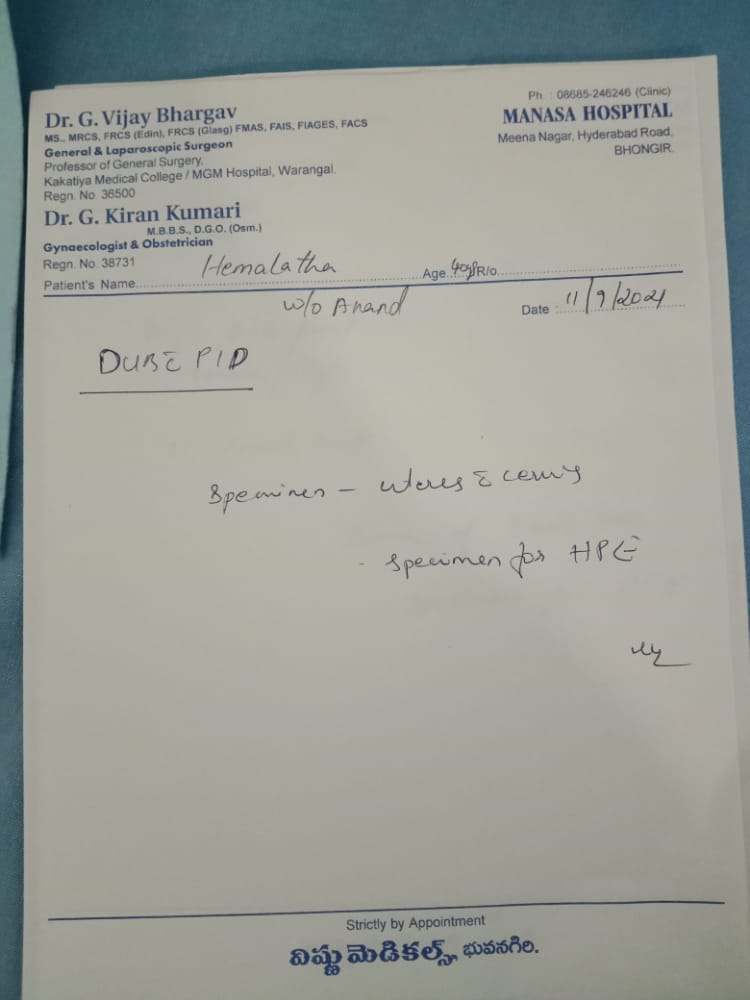 Dr. G. Vijay Bhargav
MS., MRCS, FRCS (Edin), FRCS (Glasg) FMAS, FAIS, FIAGES, FACS
General & Laparoscopic Surgeon
Professor of General Surgery,
Kakatiya Medical College / MGM Hospital, Warangal.
Regn. No. 36500
Dr. G. Kiran Kumari
M.B.B.S., D.G.O. (Osm.)
Gynaecologist & Obstetrician
Regn. No. 38731
Ph. : 08685-246246 (Clinic)
MANASA HOSPITAL
Meena Nagar, Hyderabad Road,
BHONGIR.
Patient's Name Hemalatha Age 40 R/o.
w/o Anand Date : 11/9/2021
DUB c̄ PID
Specimen – uterus c̄ cervix
- specimen for HPE
Strictly by Appointment
విష్ణు మెడికల్స్, భువనగిరి.